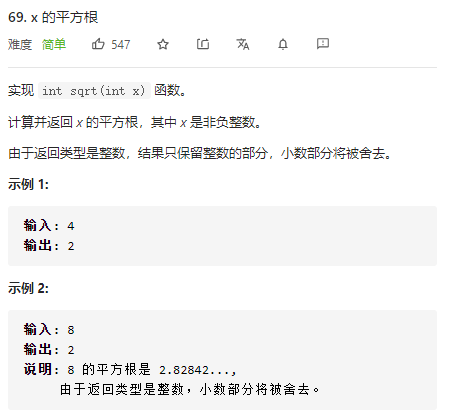 69. x 的平方根
难度 简单 547
实现 int sqrt(int x) 函数。
计算并返回 x 的平方根，其中 x 是非负整数。
由于返回类型是整数，结果只保留整数的部分，小数部分将被舍去。
示例 1:
输入: 4
输出: 2
示例 2:
输入: 8
输出: 2
说明: 8 的平方根是 2.82842...,
由于返回类型是整数，小数部分将被舍去。